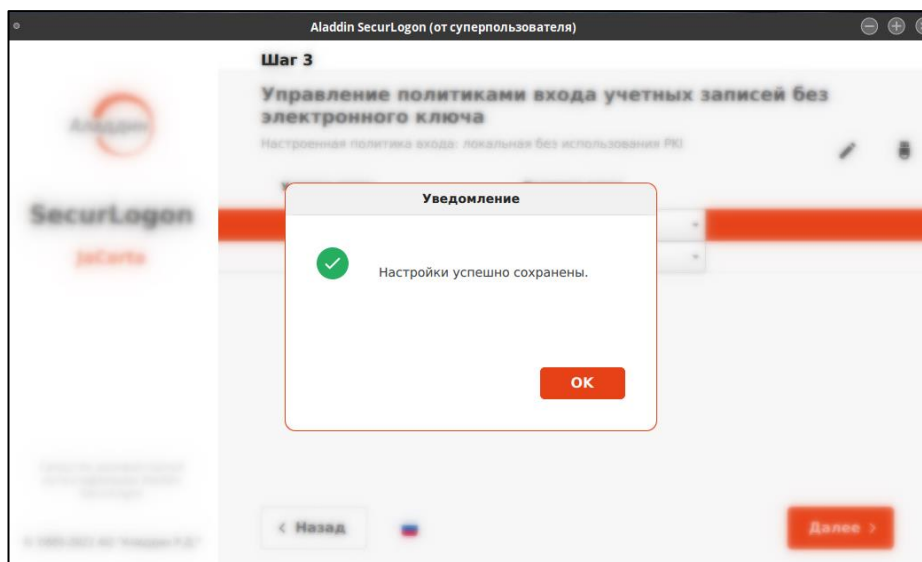 Aladdin SecurLogon (от суперпользователя)
Шаг 3
Управление политиками входа учетных записей без
электронного ключа
Настроенная политика входа: локальная без использования PKI
Аладдин
SecurLogon
JaCarta
Уведомление
Настройки успешно сохранены.
OK
Назад
Далее